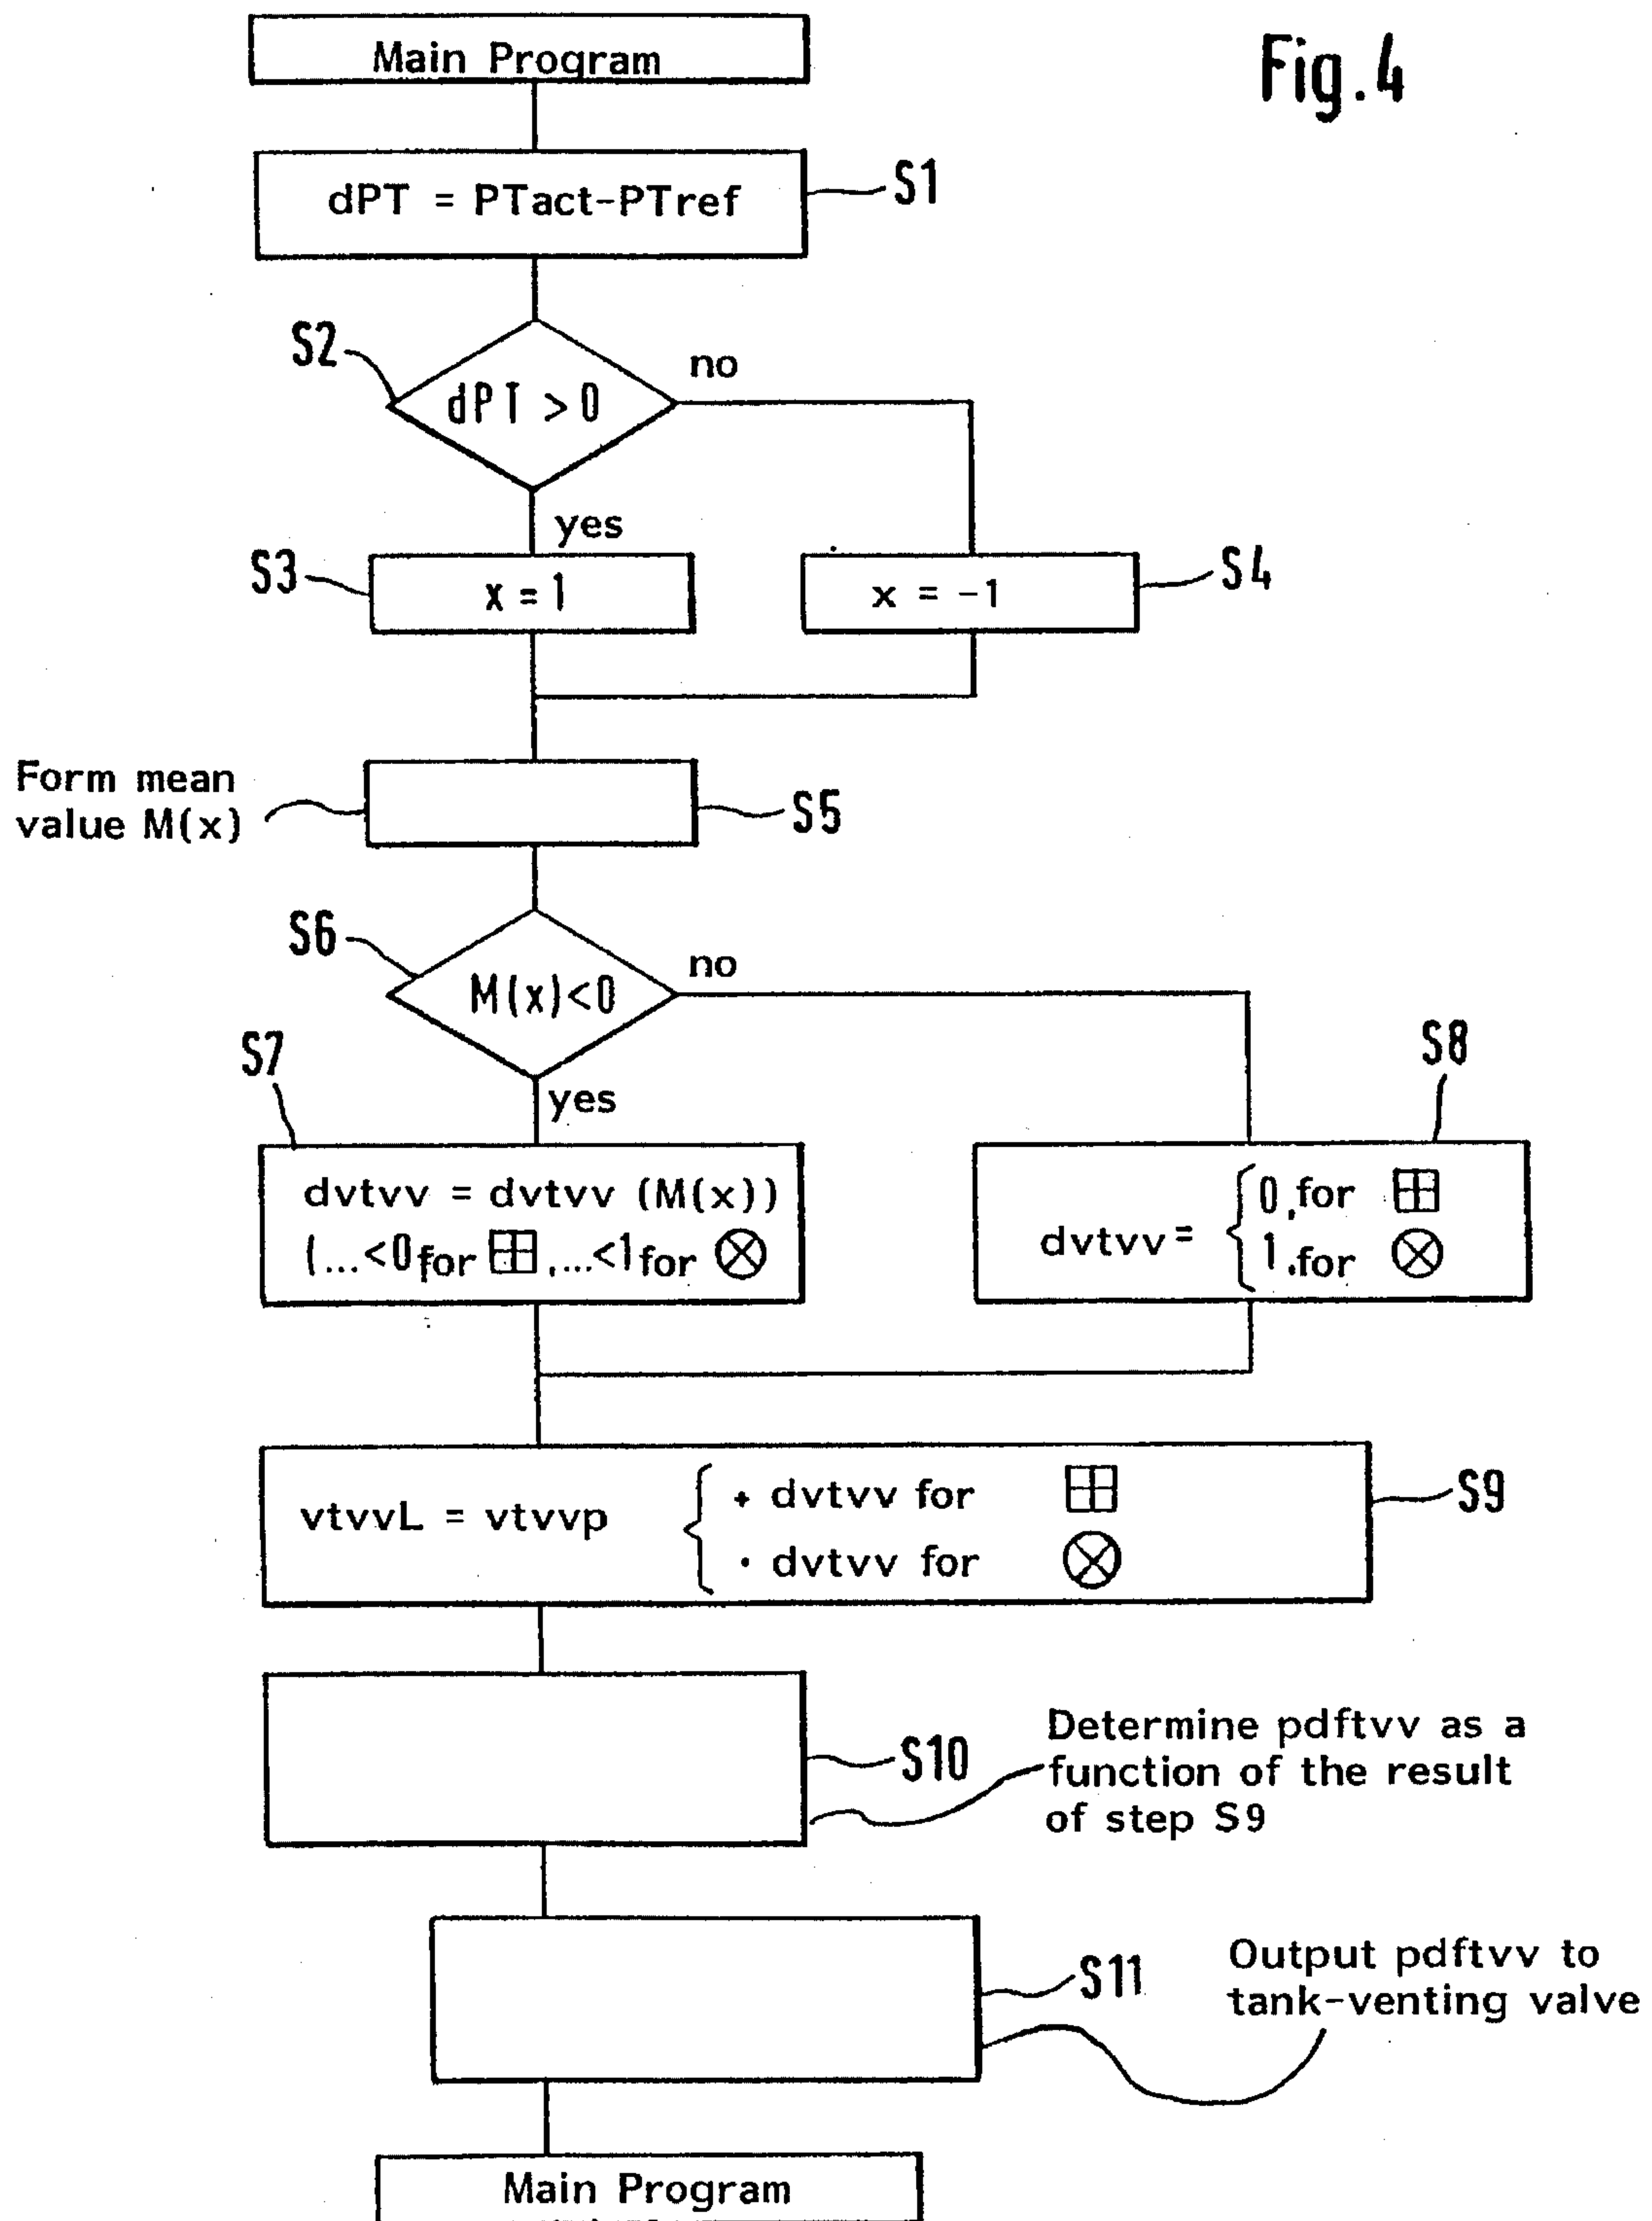 Main Program
Fig.4
dPT = PTact-PTref
S1
S2
dPT > 0
no
yes
S3
x = 1
x = -1
S4
Form mean
value M(x)
S5
S6
M(x)<0
no
yes
S7
dvtvv = dvtvv (M(x))
(...<0 for ⊞,...<1 for ⊗
S8
dvtvv = { 0, for ⊞
1. for ⊗
vtvvL = vtvvp { + dvtvv for ⊞
· dvtvv for ⊗
S9
S10
Determine pdftvv as a
function of the result
of step S9
S11
Output pdftvv to
tank-venting valve
Main Program